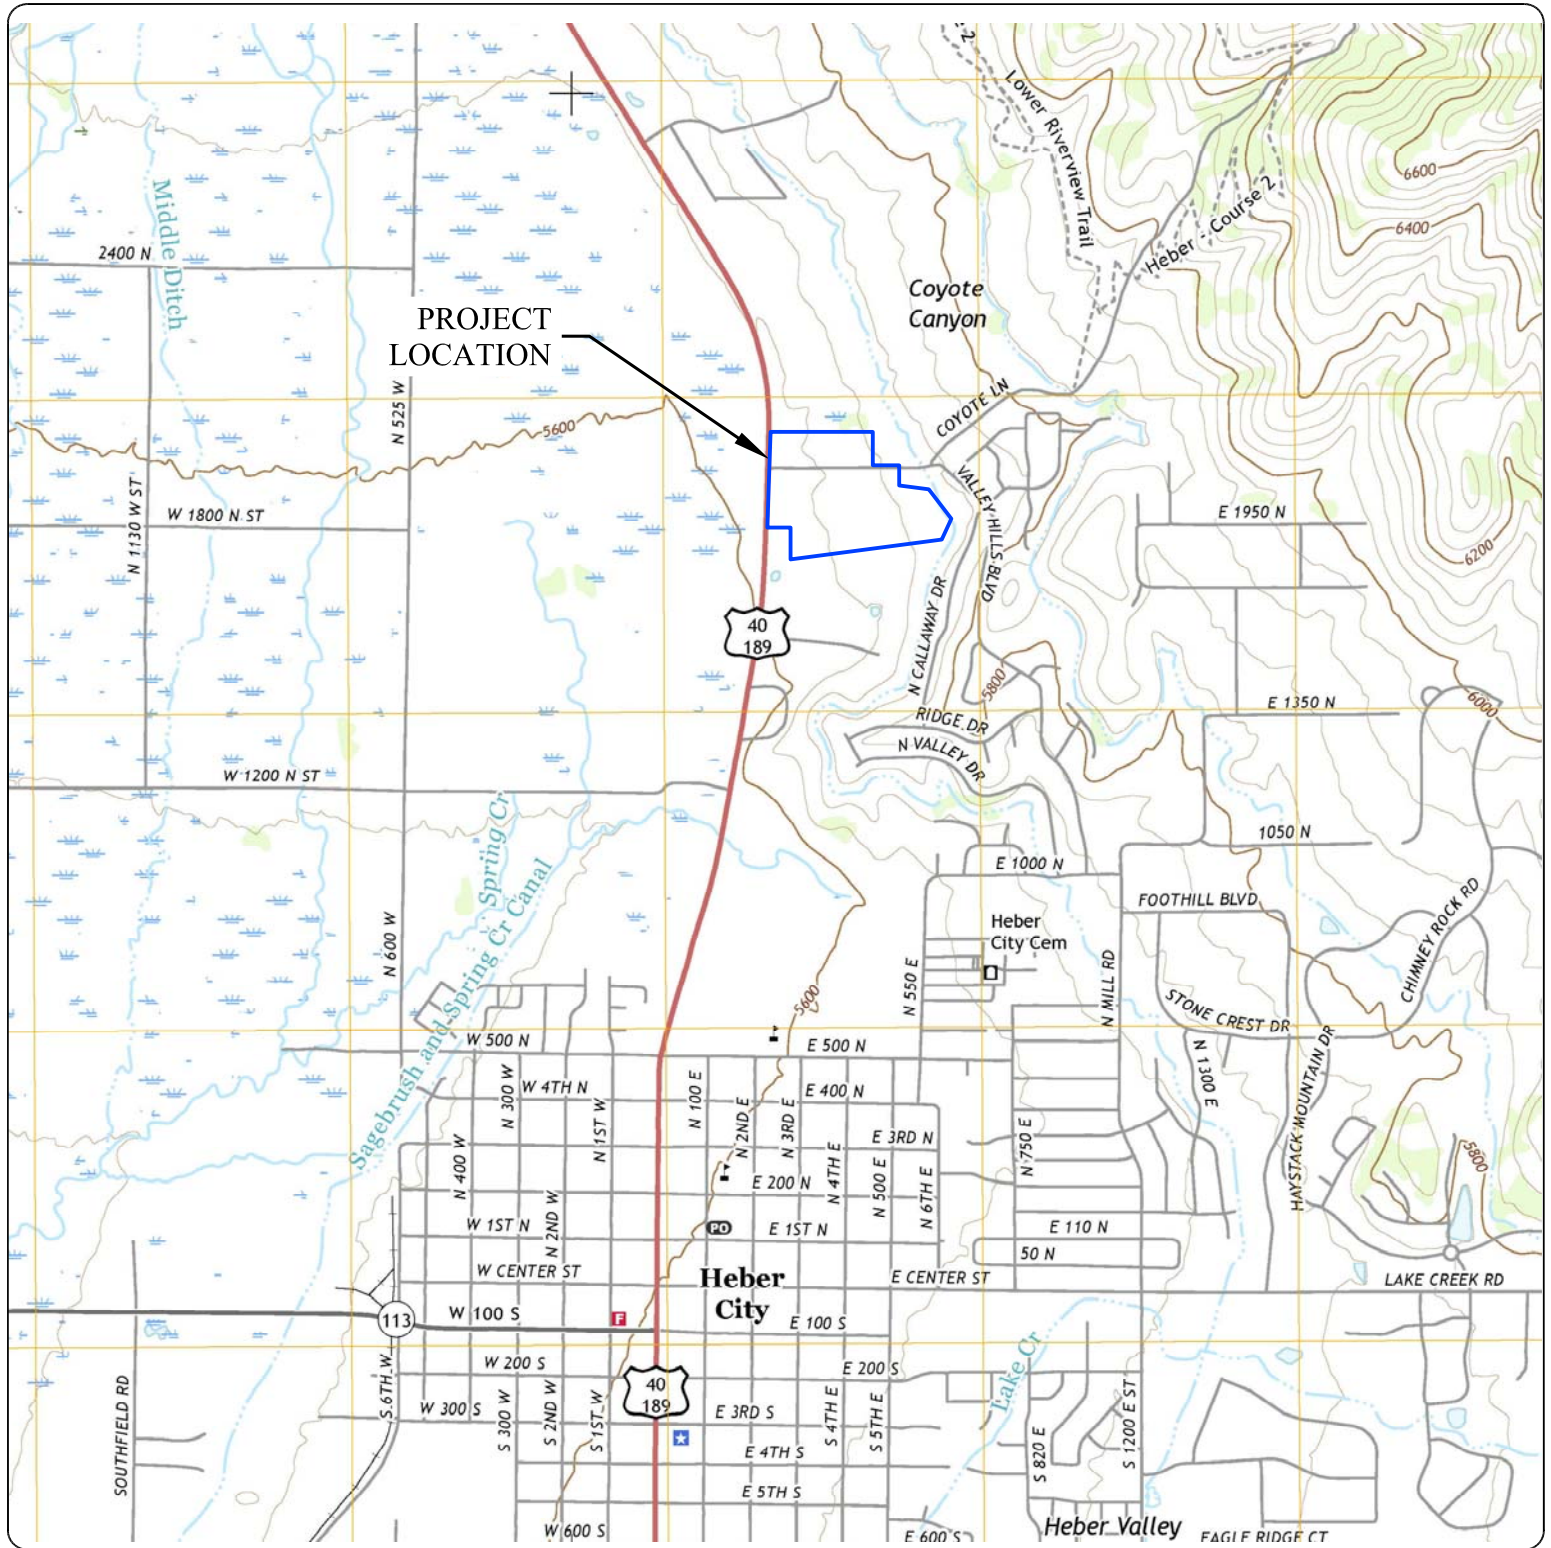 2
Lower Riverview Trail
6600
Middle Ditch
Heber - Course 2
6400
2400 N
Coyote
Canyon
PROJECT
LOCATION
N 525 W
COYOTE LN
5600
VALLEY HILLS BLVD
N 1130 W ST
W 1800 N ST
E 1950 N
6200
N CALLAWAY DR
40
189
5800
6000
E 1350 N
RIDGE DR
N VALLEY DR
W 1200 N ST
Spring Cr
1050 N
E 1000 N
Sagebrush and Spring Cr Canal
FOOTHILL BLVD
CHIMNEY ROCK RD
Heber
City Cem
N 600 W
N 550 E
N MILL RD
5600
STONE CREST DR
W 500 N
E 500 N
HAYSTACK MOUNTAIN DR
N 1300 E
N 300 W
W 4TH N
N 100 E
E 400 N
N 1ST W
N 2ND E
N 3RD E
E 3RD N
N 750 E
5800
N 400 W
E 200 N
N 4TH E
N 500 E
N 6TH E
W 1ST N
N 2ND W
PO
E 1ST N
E 110 N
50 N
W CENTER ST
Heber
City
E CENTER ST
LAKE CREEK RD
113
W 100 S
F
E 100 S
Lake Cr
W 200 S
E 200 S
S 6TH W
40
189
SOUTHFIELD RD
W 300 S
S 300 W
S 2ND W
S 1ST W
E 3RD S
S 4TH E
S 5TH E
S 820 E
S 1200 E ST
E 4TH S
E 5TH S
W 600 S
E 600 S
Heber Valley
EAGLE RIDGE CT